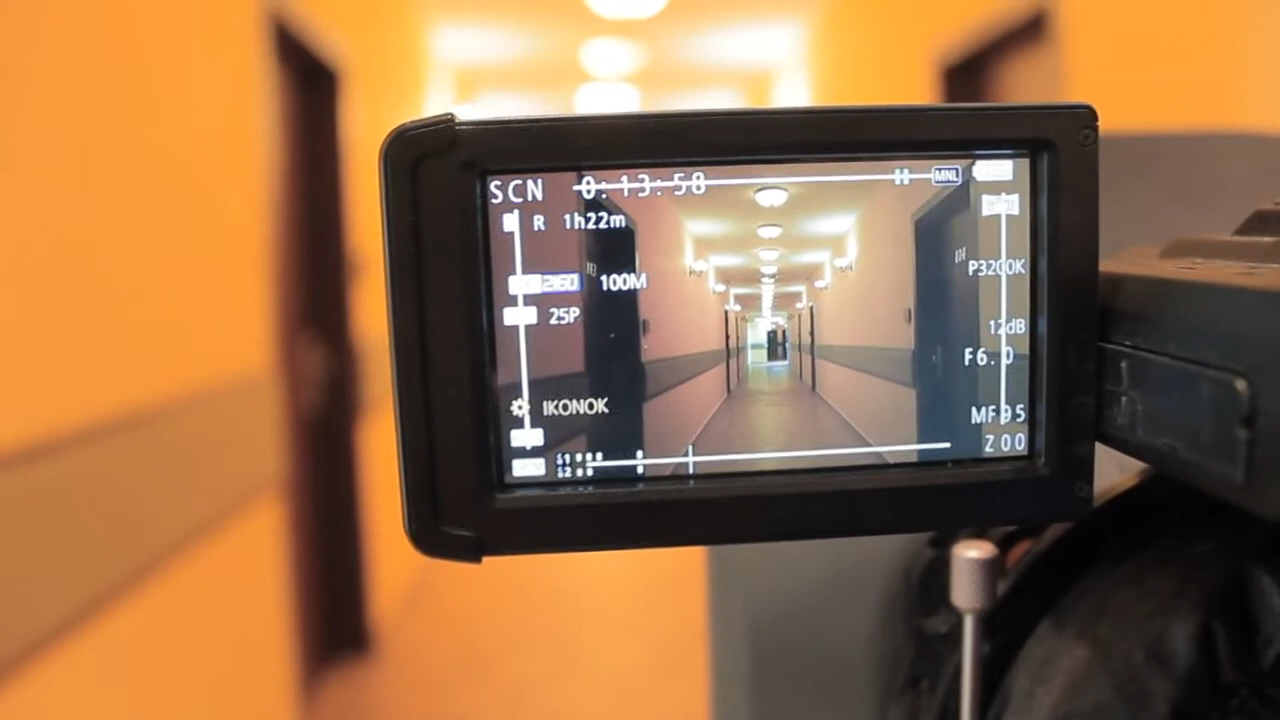 SCN 0:13:58
MNL
R 1h22m
2160 100M
25P
P3200K
12dB
F6.0
IKONOK
MF95
Z00
S1
S2